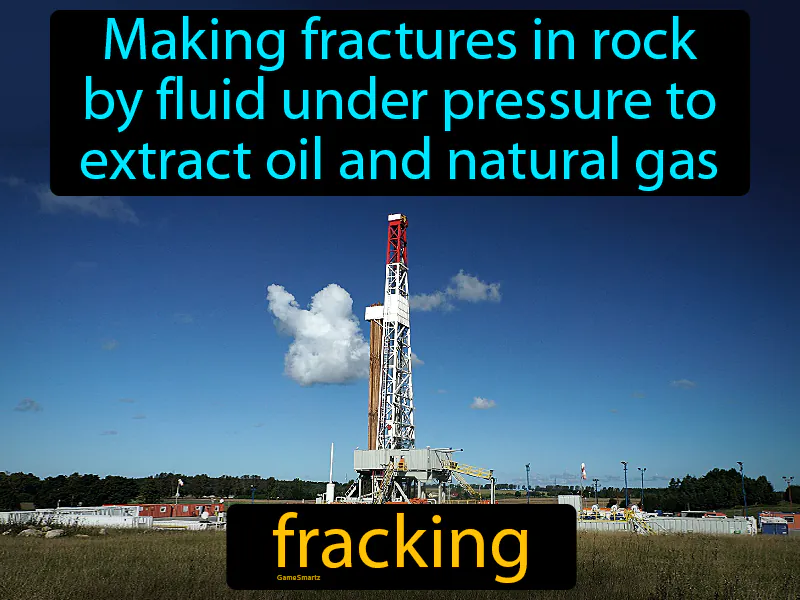 Making fractures in rock
by fluid under pressure to
extract oil and natural gas
fracking
GameSmartz